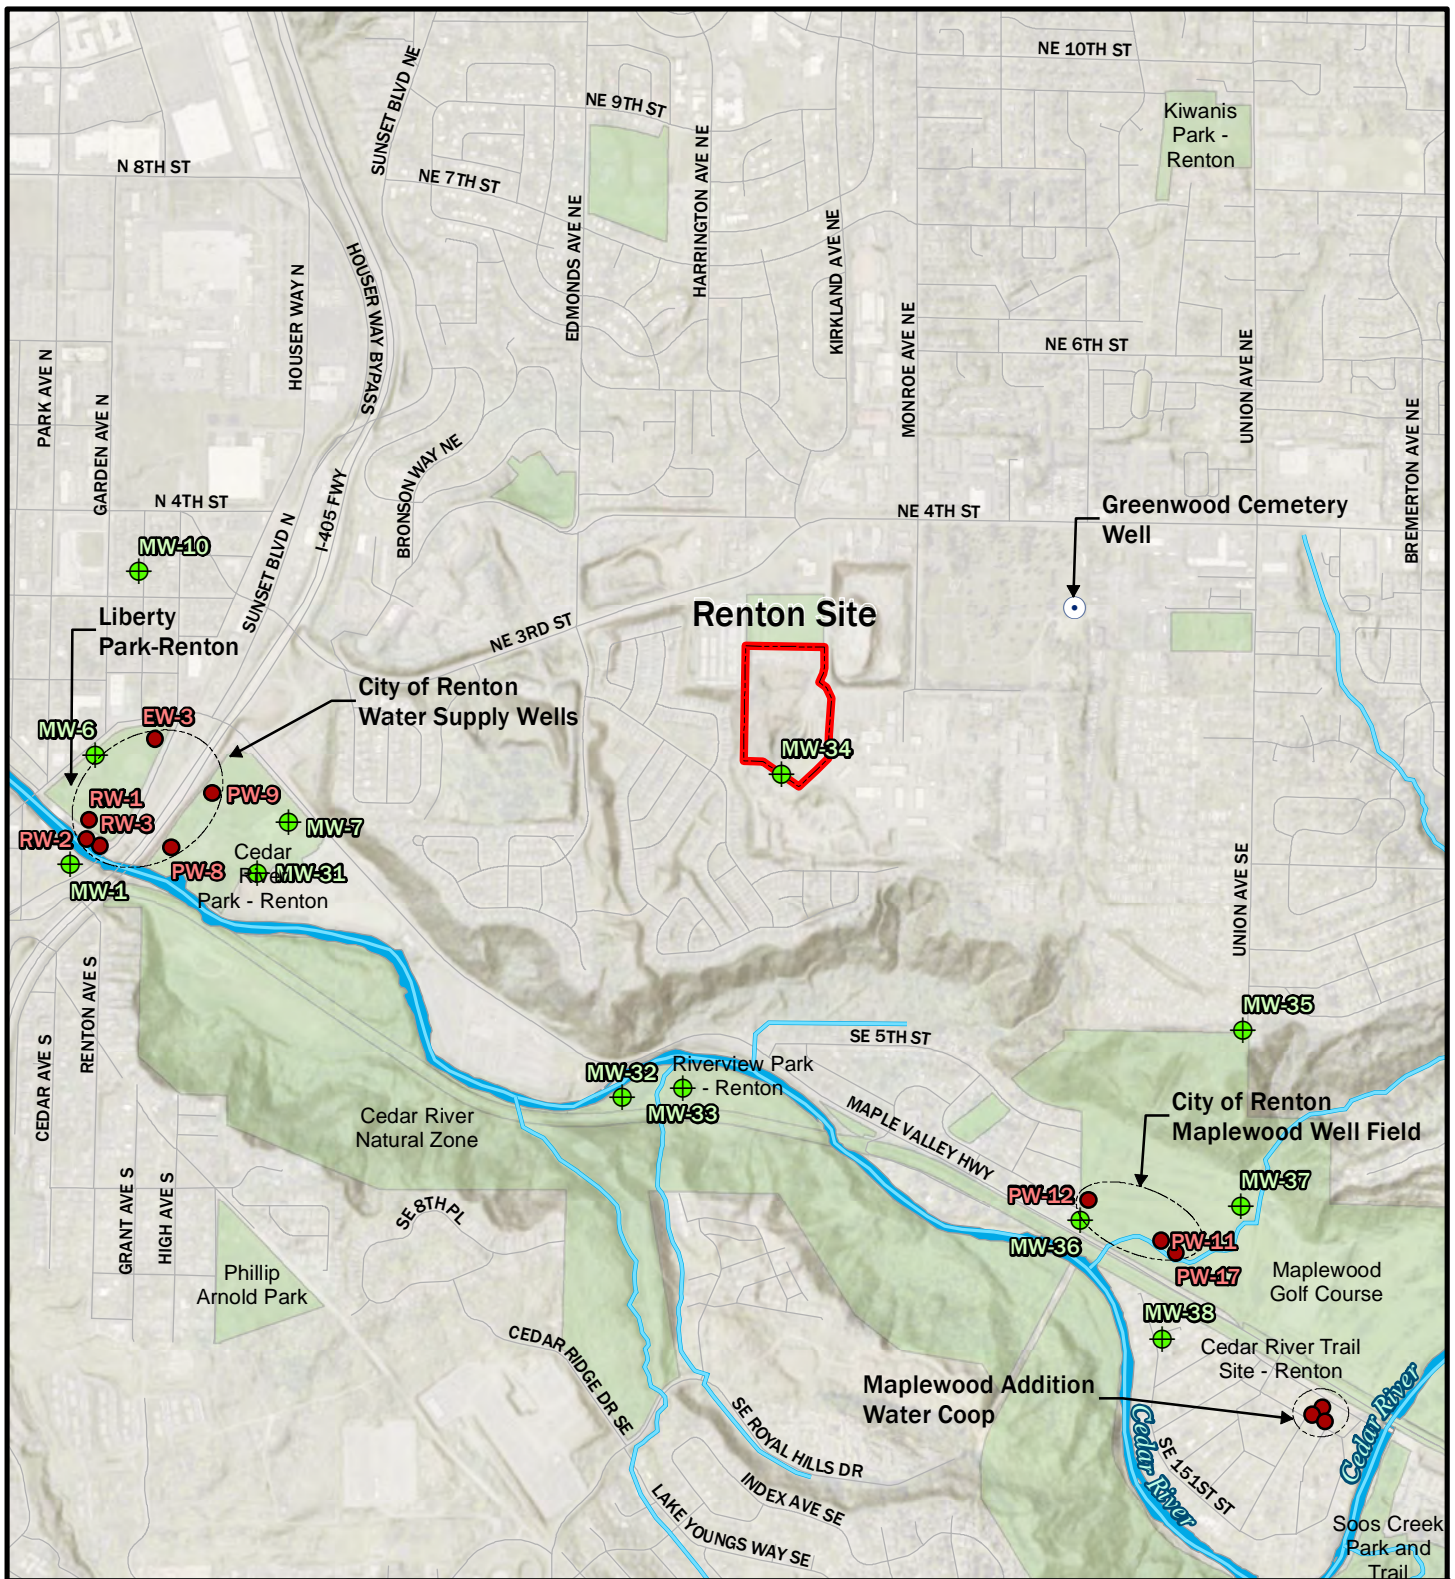 NE 10TH ST
SUNSET BLVD NE
NE 9TH ST
Kiwanis
Park -
Renton
HARRINGTON AVE NE
N 8TH ST
NE 7TH ST
EDMONDS AVE NE
KIRKLAND AVE NE
HOUSER WAY BYPASS
HOUSER WAY N
MONROE AVE NE
NE 6TH ST
UNION AVE NE
PARK AVE N
GARDEN AVE N
BREMERTON AVE NE
BRONSON WAY NE
I-405 FWY
N 4TH ST
NE 4TH ST
Greenwood Cemetery
Well
SUNSET BLVD N
MW-10
Liberty
Park-Renton
NE 3RD ST
Renton Site
City of Renton
Water Supply Wells
EW-3
MW-6
MW-34
PW-9
RW-1
RW-3
RW-2
MW-7
PW-8
MW-31
MW-1
Cedar
River
Park - Renton
UNION AVE SE
RENTON AVE S
CEDAR AVE S
MW-35
SE 5TH ST
MW-32
MW-33
Riverview Park
- Renton
Cedar River
Natural Zone
MAPLE VALLEY HWY
City of Renton
Maplewood Well Field
GRANT AVE S
HIGH AVE S
SE 8TH PL
PW-12
MW-36
MW-37
PW-11
PW-17
Phillip
Arnold Park
Maplewood
Golf Course
MW-38
Cedar River Trail
Site - Renton
CEDAR RIDGE DR SE
Maplewood Addition
Water Coop
SE ROYAL HILLS DR
Cedar River
Cedar River
SE 151ST ST
INDEX AVE SE
LAKE YOUNGS WAY SE
Soos Creek
Park and
Trail